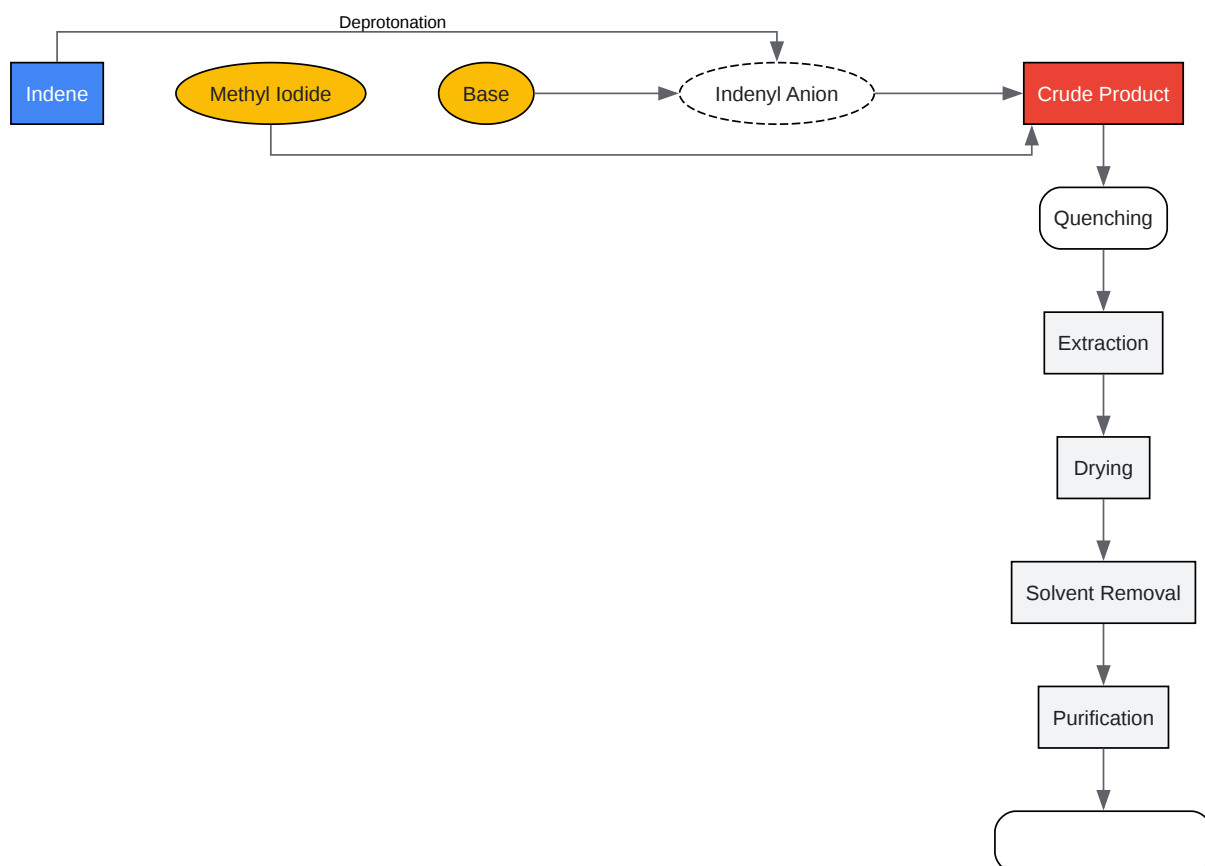 Deprotonation
Indene
Methyl Iodide
Base
Indenyl Anion
Crude Product
Quenching
Extraction
Drying
Solvent Removal
Purification